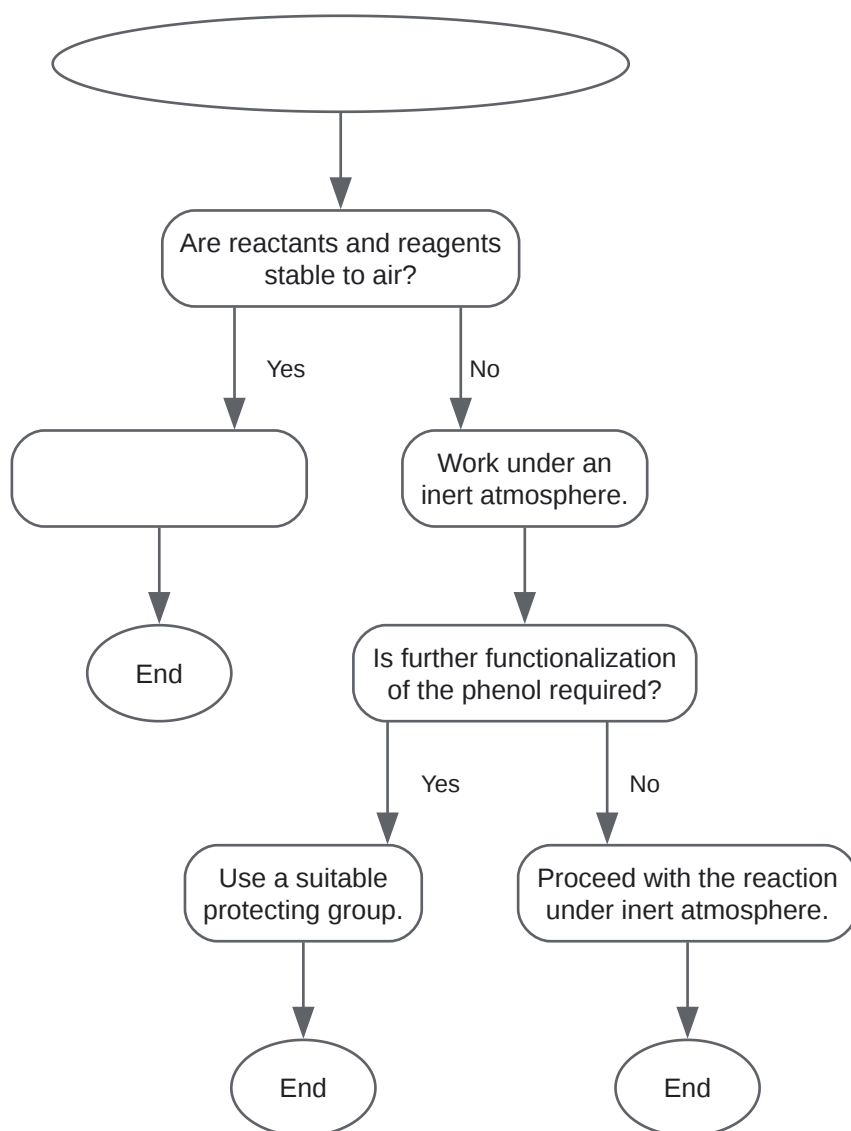 Are reactants and reagents
stable to air?
Yes
No
Work under an
inert atmosphere.
End
Is further functionalization
of the phenol required?
Yes
No
Use a suitable
protecting group.
Proceed with the reaction
under inert atmosphere.
End
End